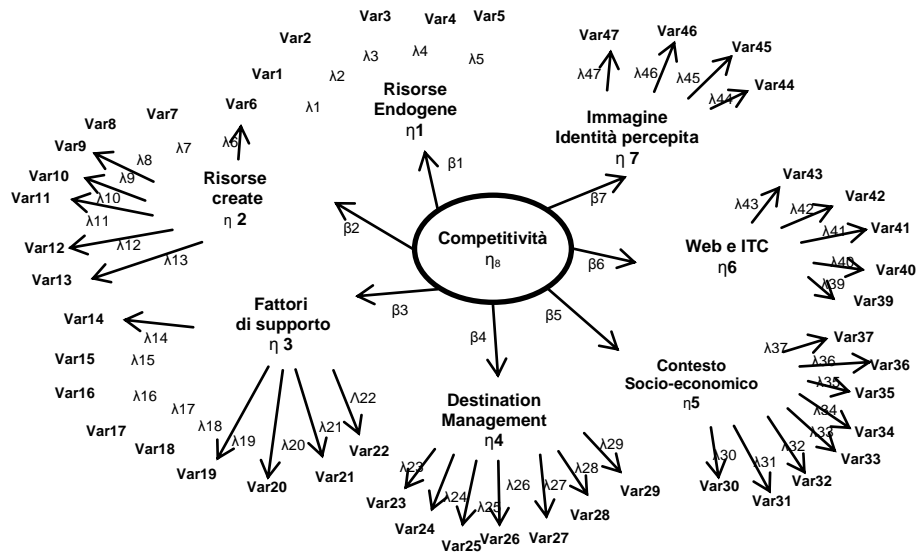 Var3
Var4
Var5
Var2
Var47
Var46
Var45
Var44
Var1
λ3
λ4
λ5
λ2
λ1
λ47
λ46
λ45
λ44
Var6
Var7
Var8
Var9
Var10
Var11
Var12
Var13
λ6
λ7
λ8
λ9
λ10
λ11
λ12
λ13
Risorse
Endogene
η1
Immagine
Identità percepita
η 7
Risorse
create
η 2
β1
β7
β2
Competitività
η8
β6
β3
β4
β5
Web e ITC
η6
Var43
Var42
Var41
Var40
Var39
λ43
λ42
λ41
λ40
λ39
Fattori
di supporto
η 3
Var14
Var15
Var16
Var17
Var18
Var19
Var20
Var21
Var22
λ14
λ15
λ16
λ17
λ18
λ19
λ20
λ21
Λ22
Destination
Management
η4
λ23
λ24
λ25
λ26
λ27
λ28
λ29
Var23
Var24
Var25
Var26
Var27
Var28
Var29
Contesto
Socio-economico
η5
λ37
λ36
λ35
λ34
λ33
λ32
λ31
λ30
Var37
Var36
Var35
Var34
Var33
Var32
Var31
Var30